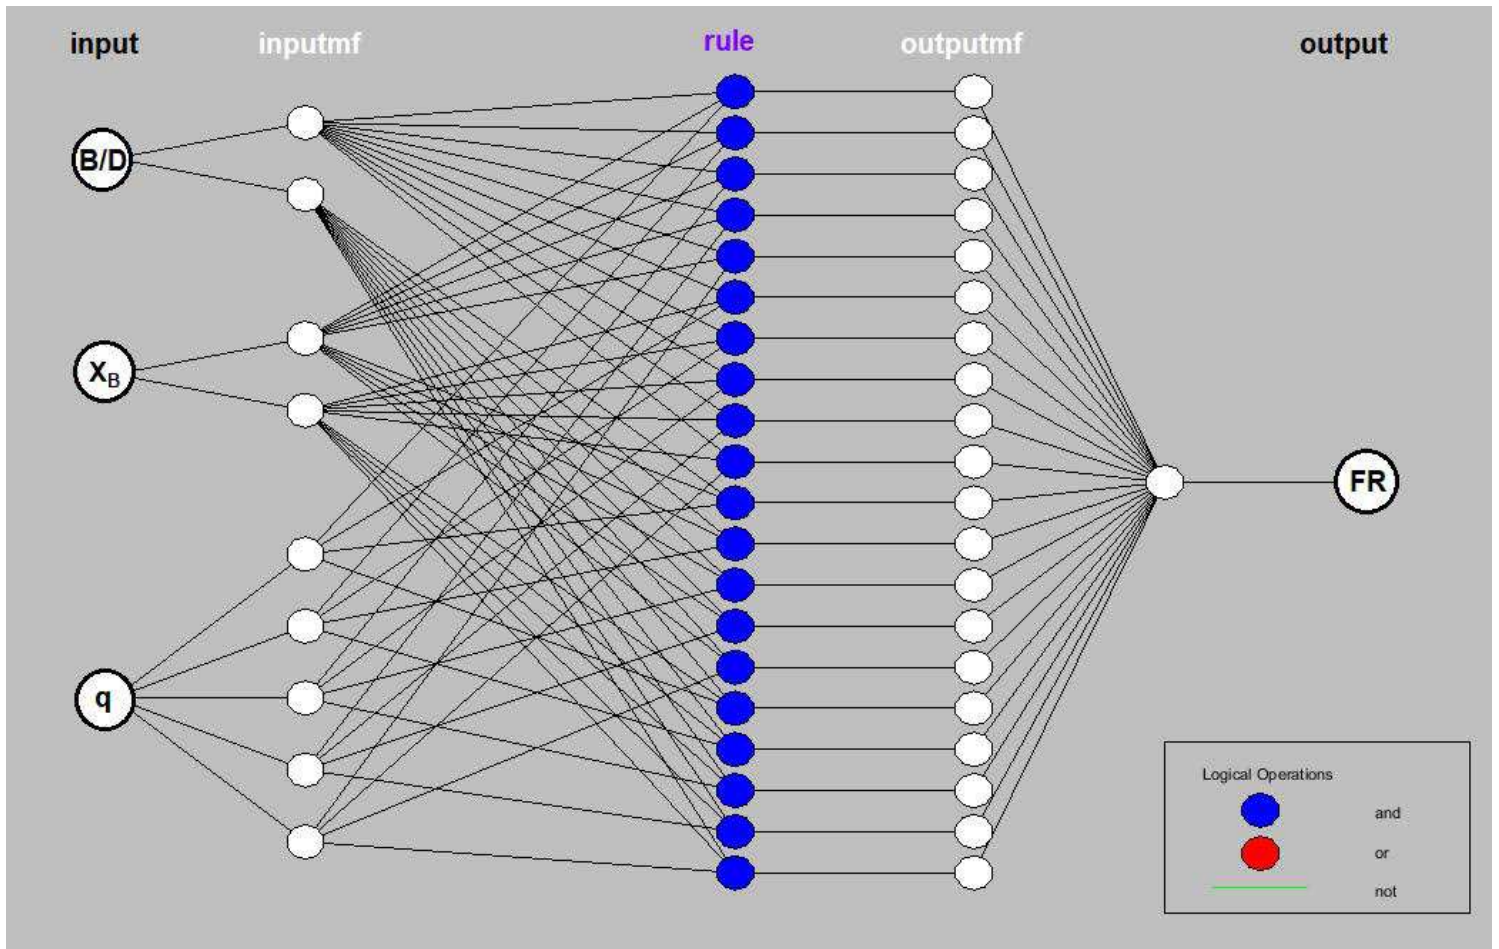 input inputmf rule outputmf output
B/D
XB
FR
q
Logical Operations
and
or
not